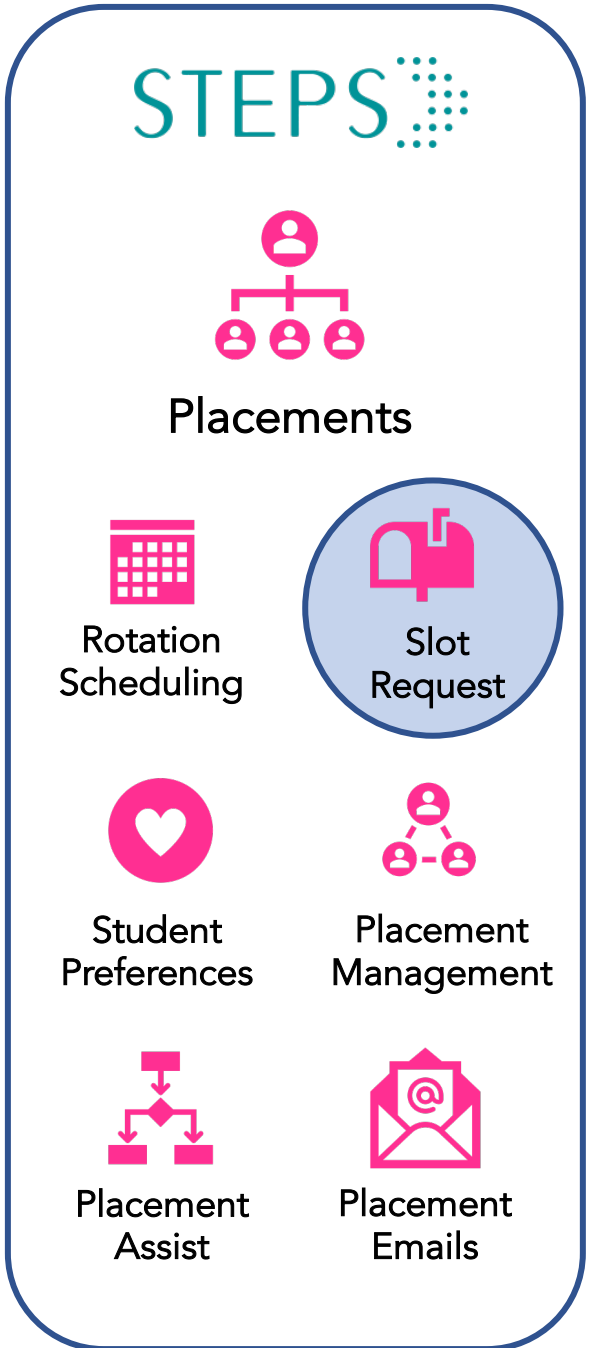 STEPS
Placements
Rotation
Scheduling
Slot
Request
Student
Preferences
Placement
Management
Placement
Assist
@
Placement
Emails